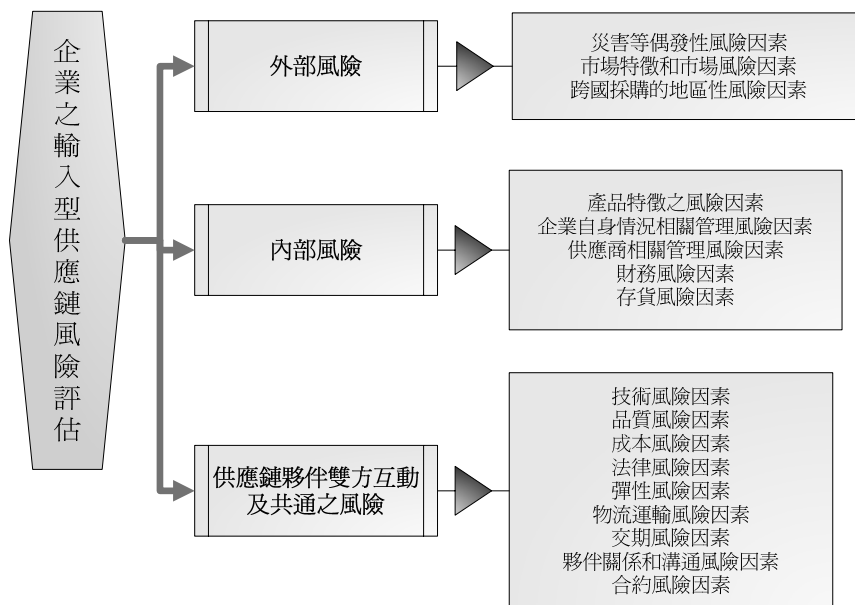 企業之輸入型供應鏈風險評估
外部風險
災害等偶發性風險因素
市場特徵和市場風險因素
跨國採購的地區性風險因素
內部風險
產品特徵之風險因素
企業自身情況相關管理風險因素
供應商相關管理風險因素
財務風險因素
存貨風險因素
供應鏈夥伴雙方互動
及共通之風險
技術風險因素
品質風險因素
成本風險因素
法律風險因素
彈性風險因素
物流運輸風險因素
交期風險因素
夥伴關係和溝通風險因素
合約風險因素